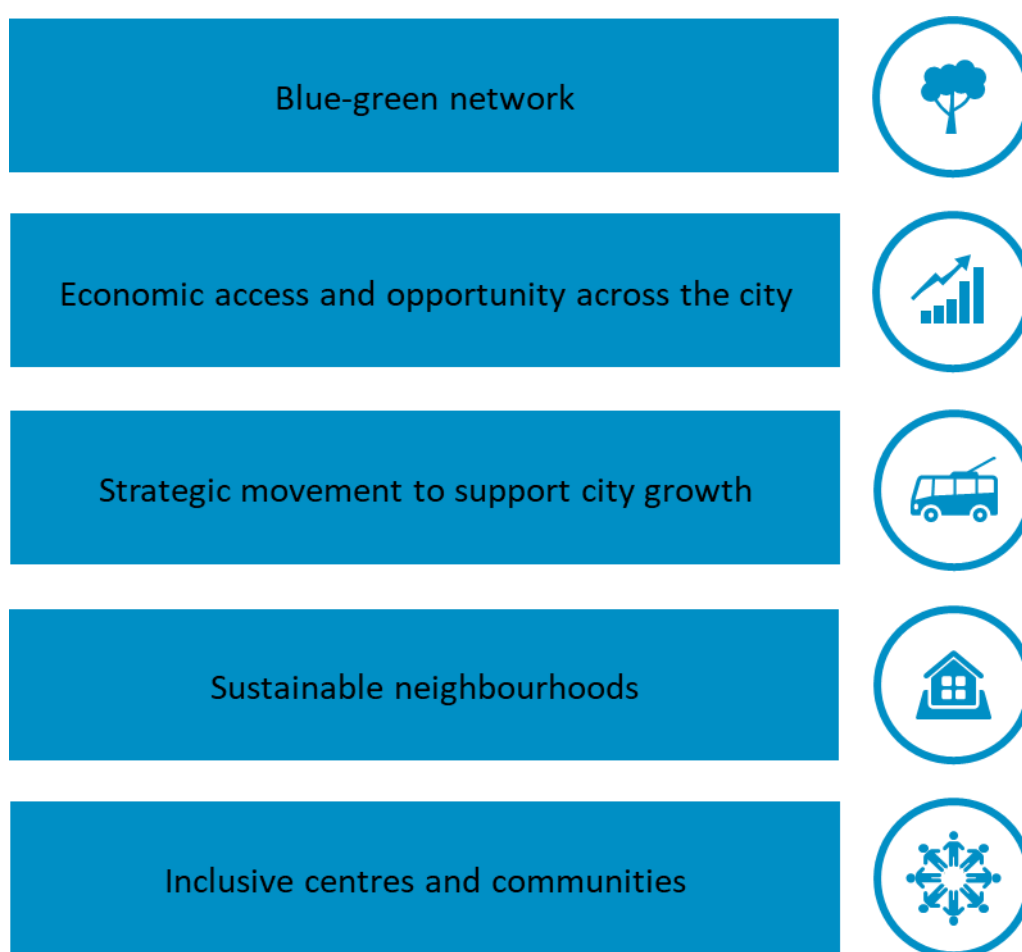 Blue-green network
Economic access and opportunity across the city
Strategic movement to support city growth
Sustainable neighbourhoods
Inclusive centres and communities